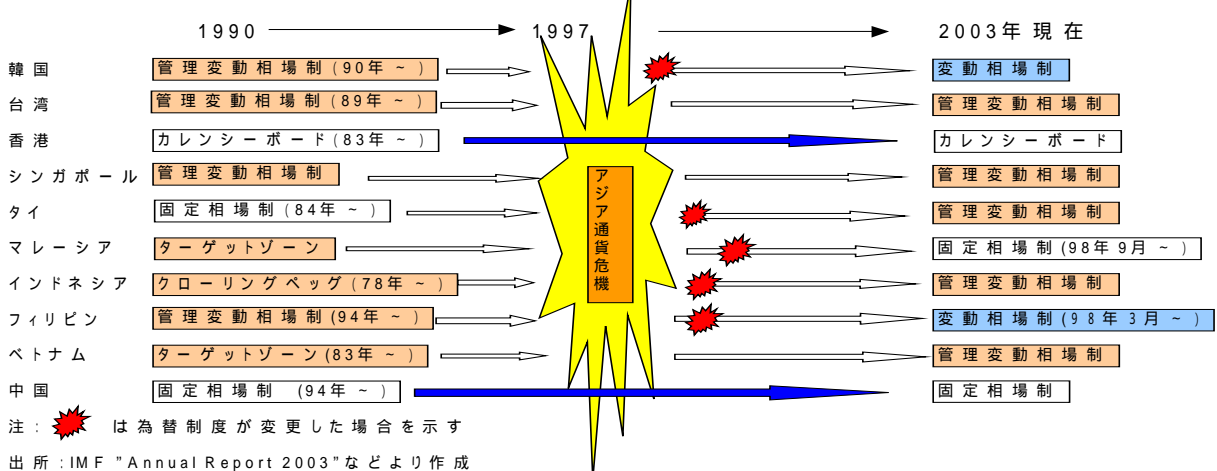 1990 1997 2003年現在
韓国 管理変動相場制(90年~) 変動相場制
台湾 管理変動相場制(89年~) 管理変動相場制
香港 カレンシーボード(83年~) カレンシーボード
シンガポール 管理変動相場制 管理変動相場制
タイ 固定相場制(84年~) 管理変動相場制
マレーシア ターゲットゾーン 固定相場制(98年9月~)
インドネシア クローリングペッグ(78年~) 管理変動相場制
フィリピン 管理変動相場制(94年~) 変動相場制(98年3月~)
ベトナム ターゲットゾーン(83年~) 管理変動相場制
中国 固定相場制 (94年~) 固定相場制
アジア通貨危機
注: は為替制度が変更した場合を示す
出所:IMF "Annual Report 2003"などより作成